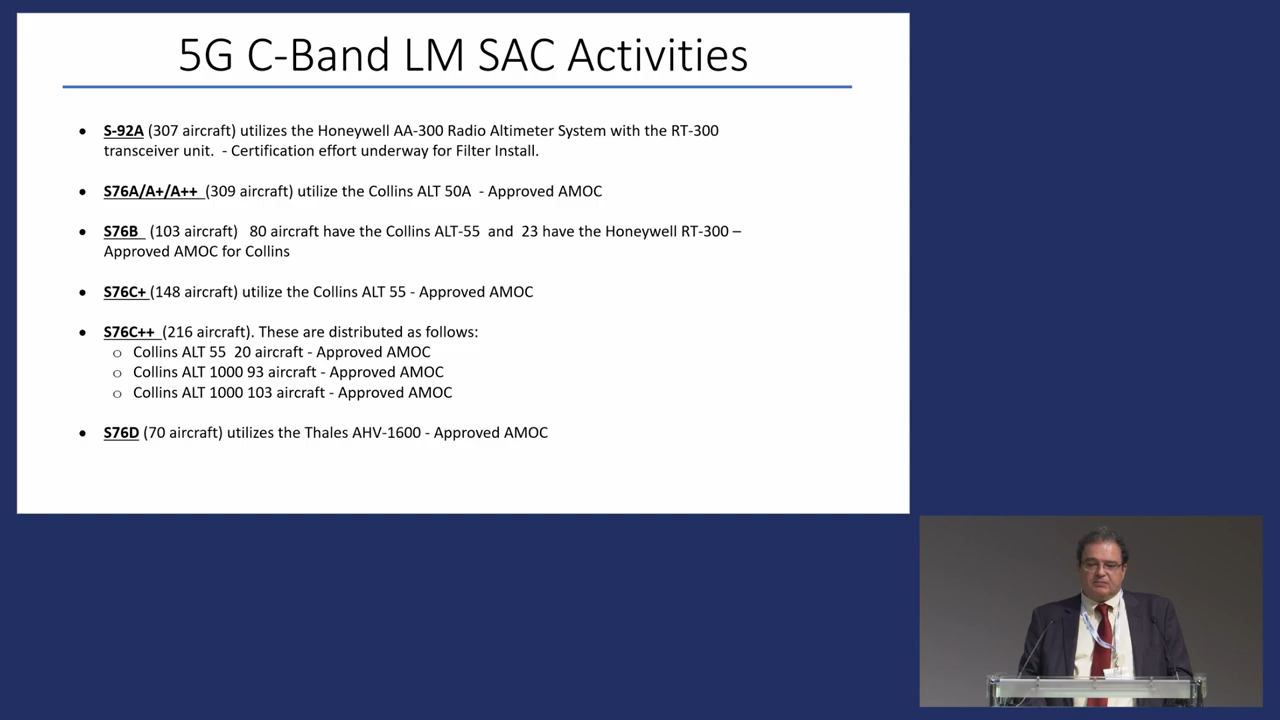 5G C-Band LM SAC Activities
• S-92A (307 aircraft) utilizes the Honeywell AA-300 Radio Altimeter System with the RT-300
transceiver unit. - Certification effort underway for Filter Install.
• S76A/A+/A++ (309 aircraft) utilize the Collins ALT 50A - Approved AMOC
• S76B (103 aircraft) 80 aircraft have the Collins ALT-55 and 23 have the Honeywell RT-300 –
Approved AMOC for Collins
• S76C+ (148 aircraft) utilize the Collins ALT 55 - Approved AMOC
• S76C++ (216 aircraft). These are distributed as follows:
o Collins ALT 55 20 aircraft - Approved AMOC
o Collins ALT 1000 93 aircraft - Approved AMOC
o Collins ALT 1000 103 aircraft - Approved AMOC
• S76D (70 aircraft) utilizes the Thales AHV-1600 - Approved AMOC